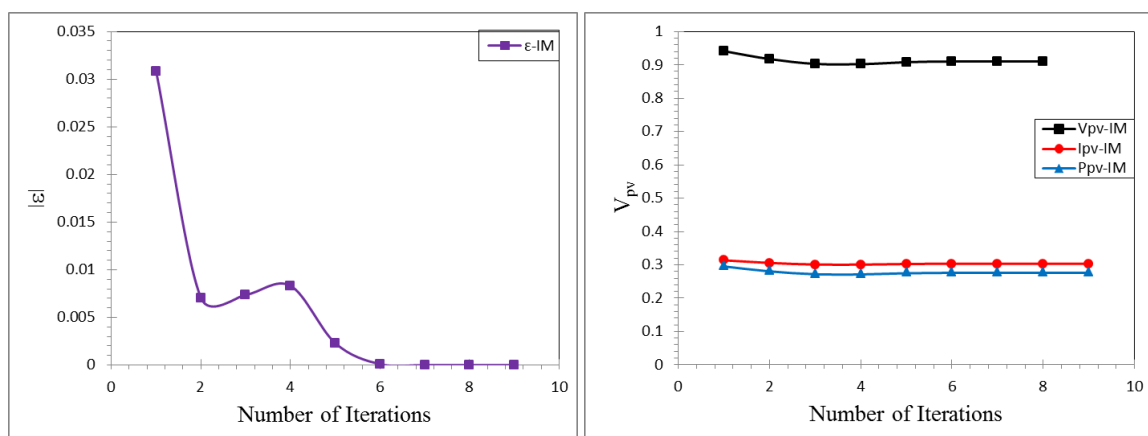 0.035
0.03
0.025
0.02
0.015
0.01
0.005
0
|ε|
ε-IM
0 2 4 6 8 10
Number of Iterations
1
0.9
0.8
0.7
0.6
0.5
0.4
0.3
0.2
0.1
0
Vpv
Vpv-IM
Ipv-IM
Ppv-IM
0 2 4 6 8 10
Number of Iterations